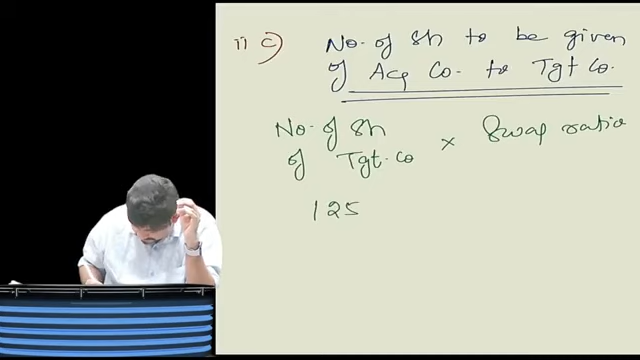 ii c)
No. of Sh to be given
of Acq Co. to Tgt Co.
No. of Sh
of Tgt. Co × Swap ratio
125